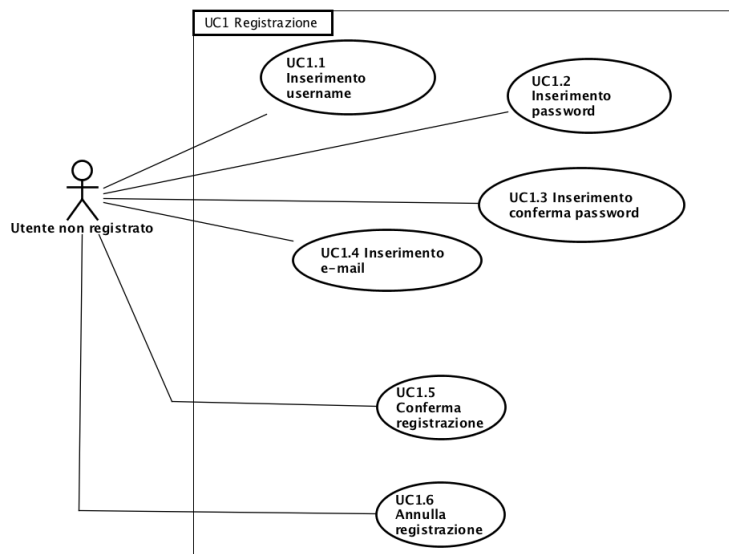 UC1 Registrazione
UC1.1
Inserimento
username
UC1.2
Inserimento
password
UC1.3 Inserimento
conferma password
Utente non registrato
UC1.4 Inserimento
e-mail
UC1.5
Conferma
registrazione
UC1.6
Annulla
registrazione